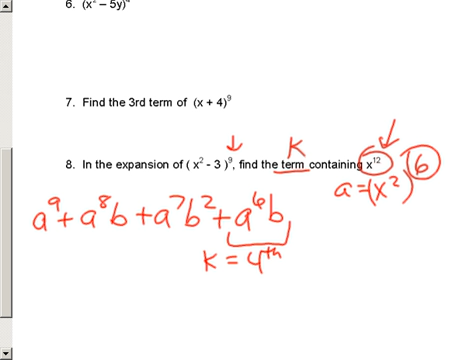 6. (x² – 5y)⁴
7. Find the 3rd term of (x + 4)⁹
K
8. In the expansion of ( x² - 3 )⁹, find the term containing x¹²
a = (x²)⁶
a⁹ + a⁸b + a⁷b² + a⁶b
K = 4th